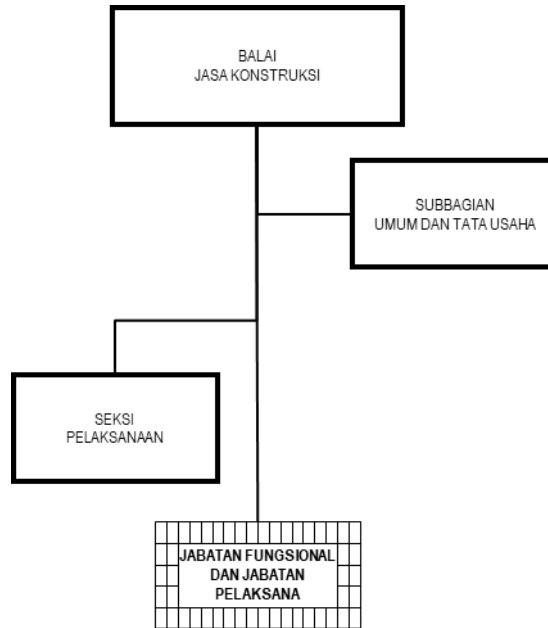 BALAI
JASA KONSTRUKSI
SUBBAGIAN
UMUM DAN TATA USAHA
SEKSI
PELAKSANAAN
JABATAN FUNGSIONAL
DAN JABATAN
PELAKSANA